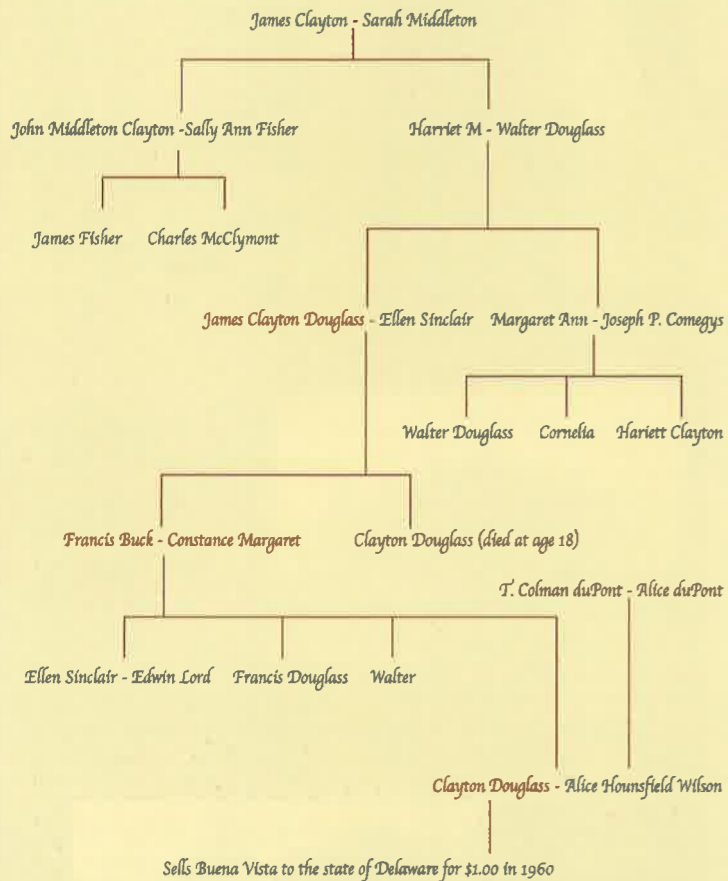 James Clayton - Sarah Middleton
John Middleton Clayton -Sally Ann Fisher
Harriet M - Walter Douglass
James Fisher
Charles McClymont
James Clayton Douglass - Ellen Sinclair
Margaret Ann - Joseph P. Comegys
Walter Douglass
Cornelia
Hariett Clayton
Francis Buck - Constance Margaret
Clayton Douglass (died at age 18)
T. Colman duPont - Alice duPont
Ellen Sinclair - Edwin Lord
Francis Douglass
Walter
Clayton Douglass - Alice Hounsfield Wilson
Sells Buena Vista to the state of Delaware for $1.00 in 1960